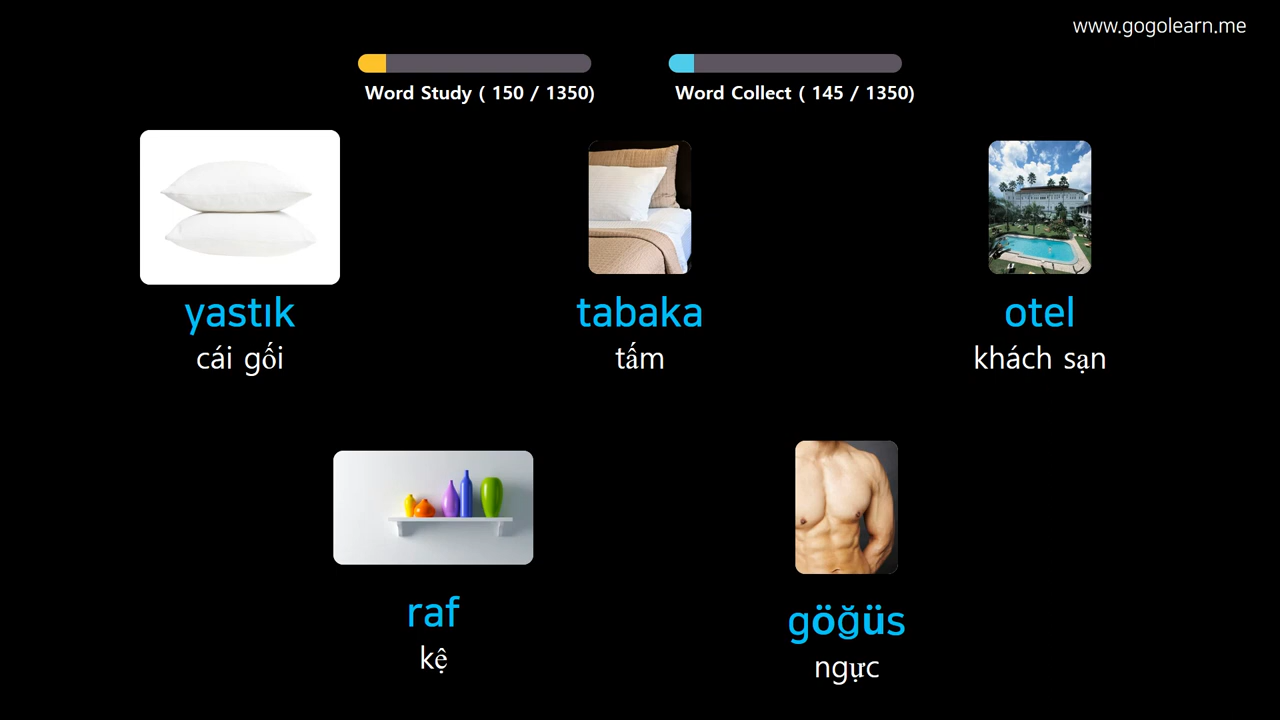 www.gogolearn.me
Word Study ( 150 / 1350)
Word Collect ( 145 / 1350)
yastık
cái gối
tabaka
tấm
otel
khách sạn
raf
kệ
göğüs
ngực